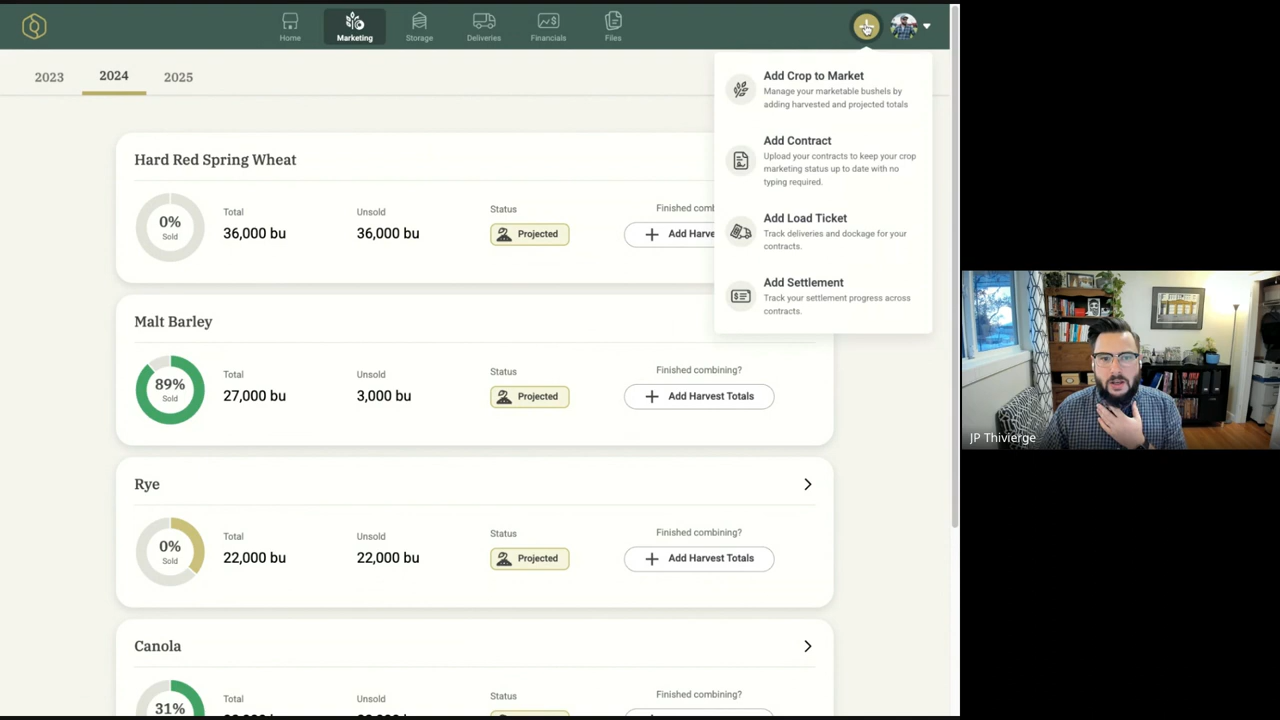 Home
Marketing
Storage
Deliveries
Financials
Files
2023
2024
2025
Add Crop to Market
Manage your marketable bushels by
adding harvested and projected totals
Add Contract
Upload your contracts to keep your crop
marketing status up to date with no
typing required.
Add Load Ticket
Track deliveries and dockage for your
contracts.
Add Settlement
Track your settlement progress across
contracts.
Hard Red Spring Wheat
0%
Sold
Total
36,000 bu
Unsold
36,000 bu
Status
Projected
Finished comb
Add Harve
Malt Barley
89%
Sold
Total
27,000 bu
Unsold
3,000 bu
Status
Projected
Finished combining?
Add Harvest Totals
Rye
0%
Sold
Total
22,000 bu
Unsold
22,000 bu
Status
Projected
Finished combining?
Add Harvest Totals
Canola
31%
Total
Unsold
Status
Finished combining?
JP Thivierge